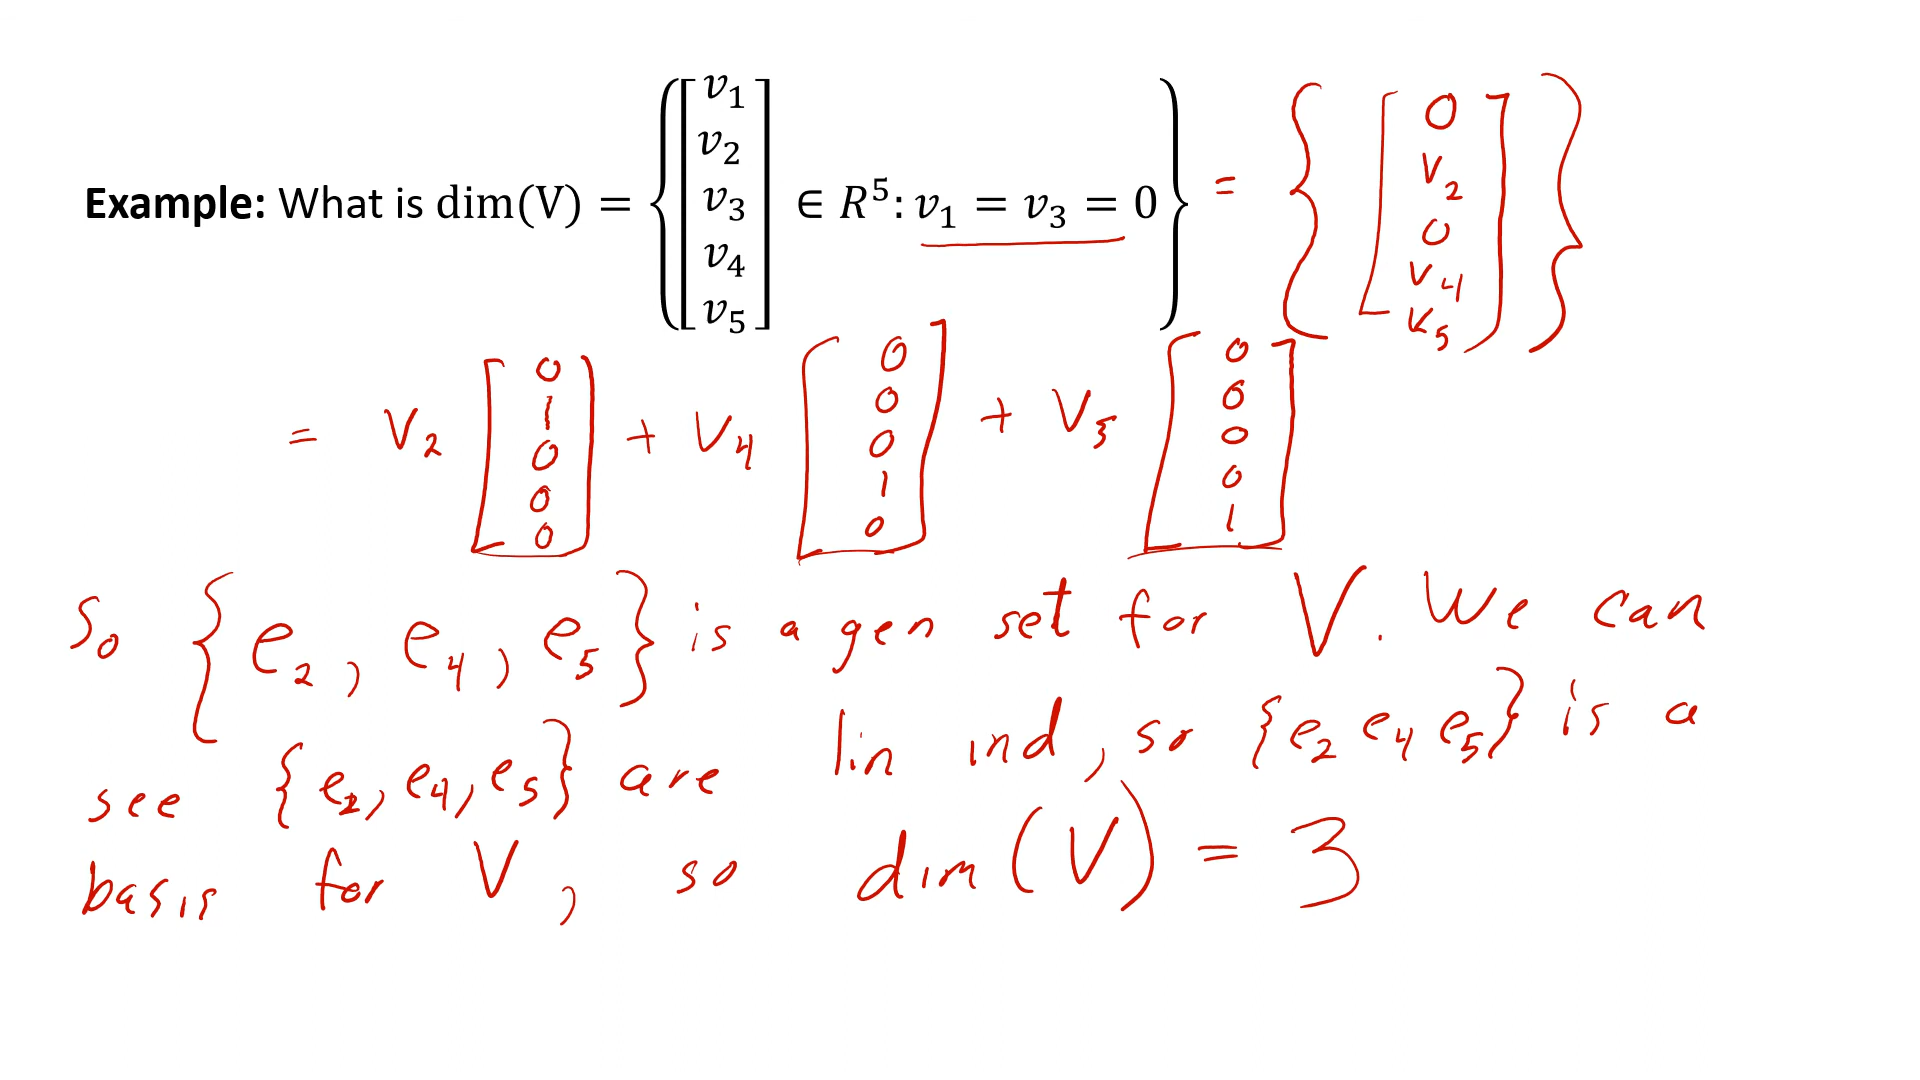 Example: What is dim(V) = { [ v₁ v₂ v₃ v₄ v₅ ] ∈ R⁵: v₁ = v₃ = 0 } = { [ 0 v₂ 0 v₄ v₅ ] }
= v₂ [ 0 1 0 0 0 ] + v₄ [ 0 0 0 1 0 ] + v₅ [ 0 0 0 0 1 ]
So {e₂, e₄, e₅} is a gen set for V. We can
see {e₂, e₄, e₅} are lin ind, so {e₂ e₄ e₅} is a
basis for V, so dim(V) = 3